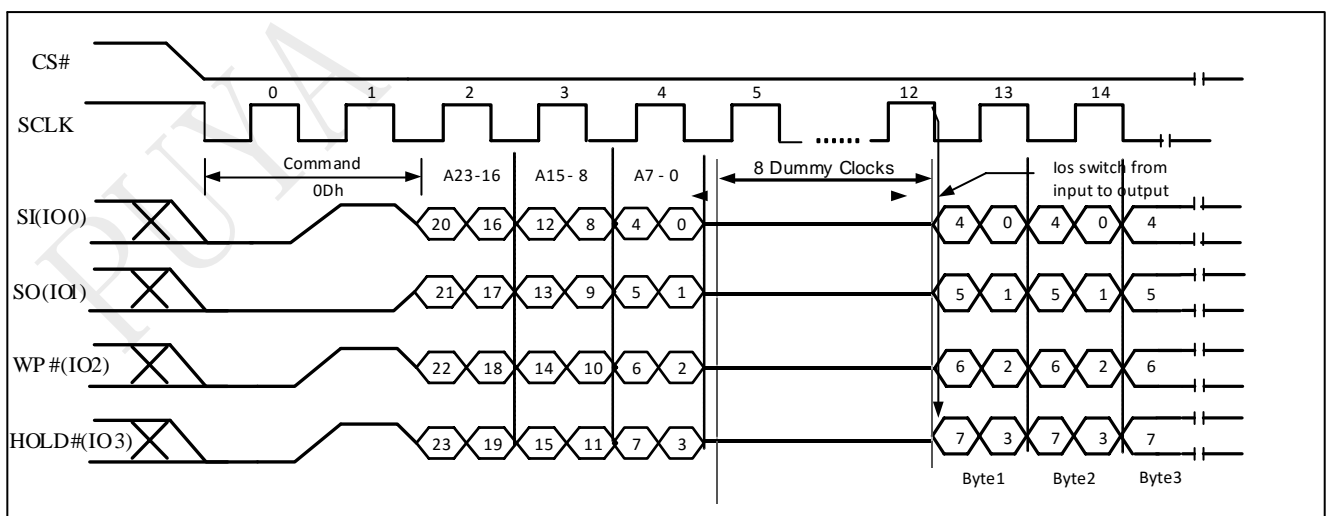 PUYA
CS#
0 1 2 3 4 5 12 13 14
SCLK
Command
0Dh
A23-16 A15-8 A7-0
8 Dummy Clocks
Ios switch from
input to output
SI(IO0) 20 16 12 8 4 0 4 0 4 0 4
SO(IO1) 21 17 13 9 5 1 5 1 5 1 5
WP#(IO2) 22 18 14 10 6 2 6 2 6 2 6
HOLD#(IO3) 23 19 15 11 7 3 7 3 7 3 7
Byte1 Byte2 Byte3